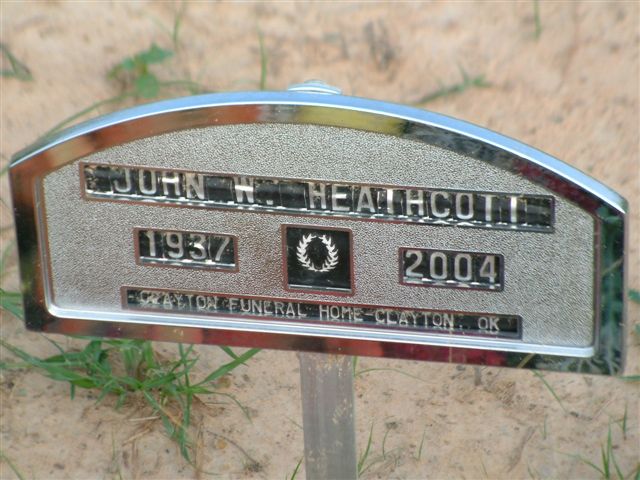 JOHN W. HEATHCOTT
1937 2004
CLAYTON FUNERAL HOME-CLAYTON, OK